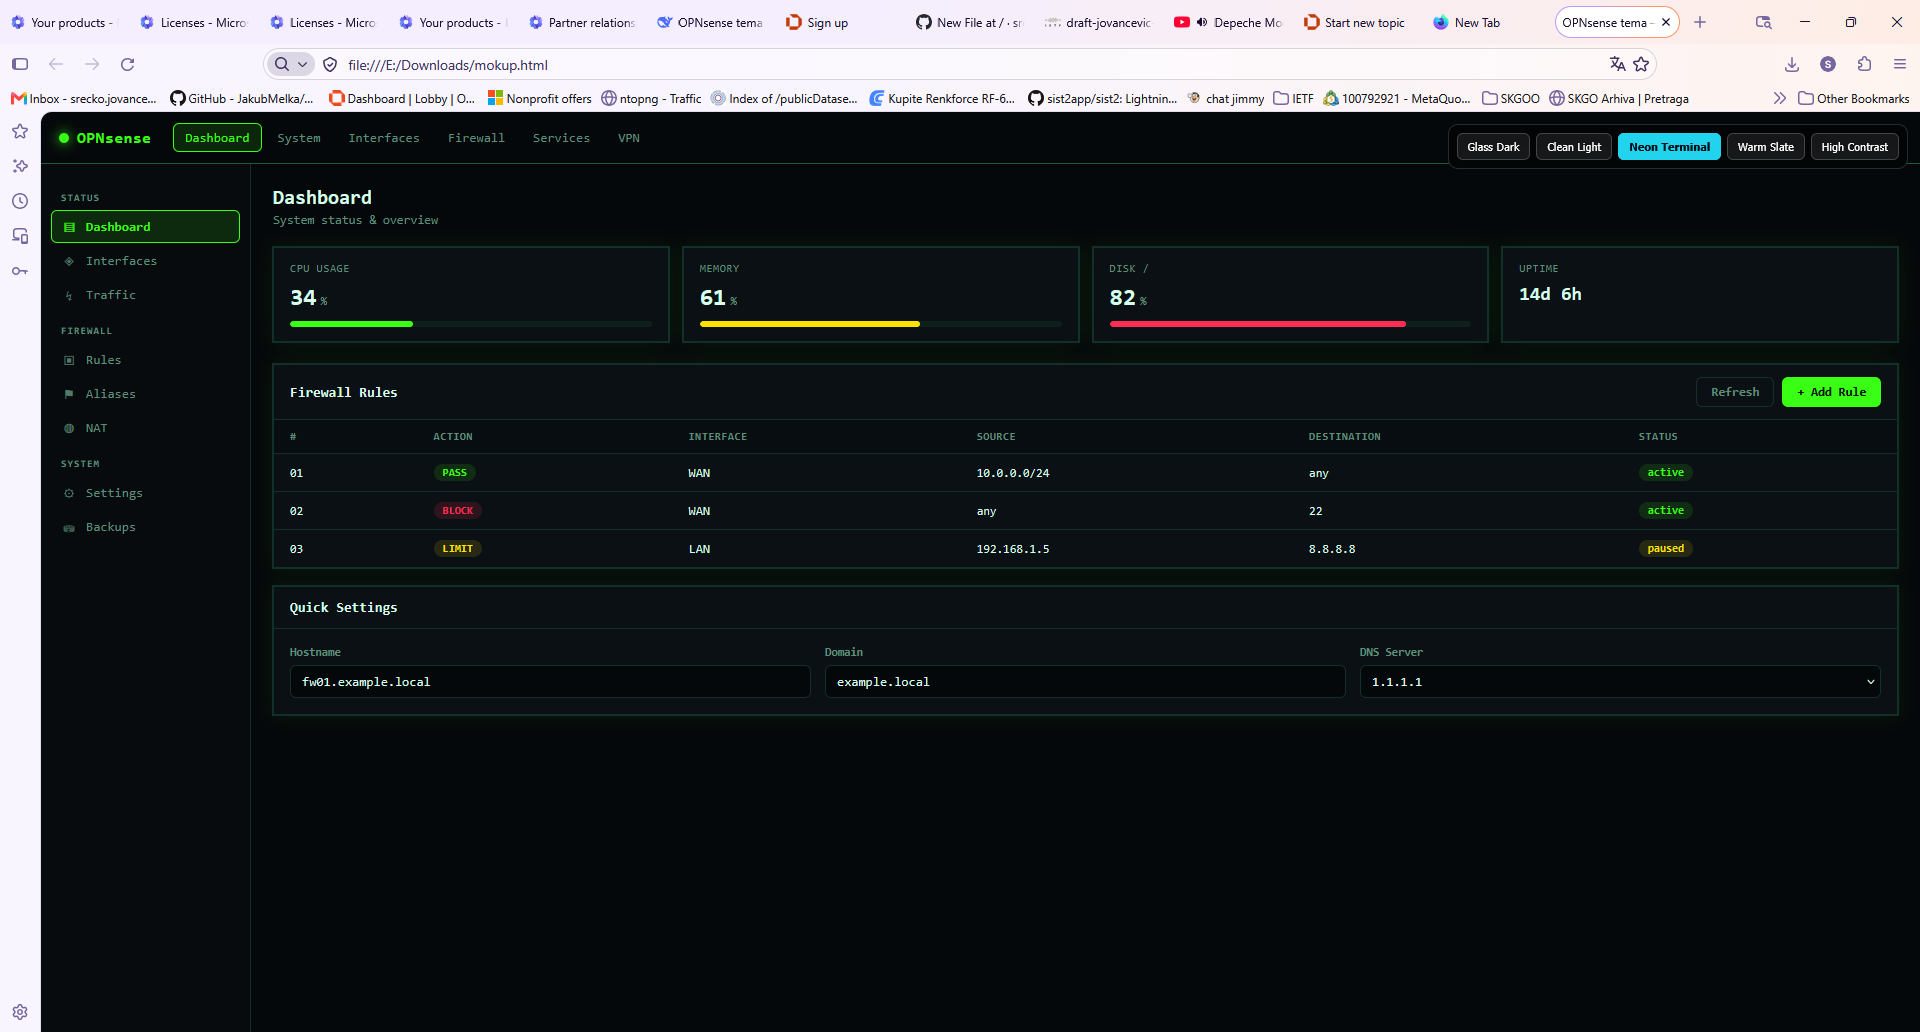 Your products -
Licenses - Micro
Licenses - Micro
Your products -
Partner relations
OPNsense tema
Sign up
New File at / · sr
draft-jovancevic
Depeche Mo
Start new topic
New Tab
OPNsense tema -
file:///E:/Downloads/mokup.html
Inbox - srecko.jovance...
GitHub - JakubMelka/...
Dashboard | Lobby | O...
Nonprofit offers
ntopng - Traffic
Index of /publicDatase...
Kupite Renkforce RF-6...
sist2app/sist2: Lightnin...
chat jimmy
IETF
100792921 - MetaQuo...
SKGOO
SKGO Arhiva | Pretraga
Other Bookmarks
OPNsense
Dashboard
System
Interfaces
Firewall
Services
VPN
Glass Dark
Clean Light
Neon Terminal
Warm Slate
High Contrast
STATUS
Dashboard
Interfaces
Traffic
FIREWALL
Rules
Aliases
NAT
SYSTEM
Settings
Backups
Dashboard
System status & overview
CPU USAGE
34 %
MEMORY
61 %
DISK /
82 %
UPTIME
14d 6h
Firewall Rules
Refresh
+ Add Rule
# ACTION INTERFACE SOURCE DESTINATION STATUS
01 PASS WAN 10.0.0.0/24 any active
02 BLOCK WAN any 22 active
03 LIMIT LAN 192.168.1.5 8.8.8.8 paused
Quick Settings
Hostname
fw01.example.local
Domain
example.local
DNS Server
1.1.1.1